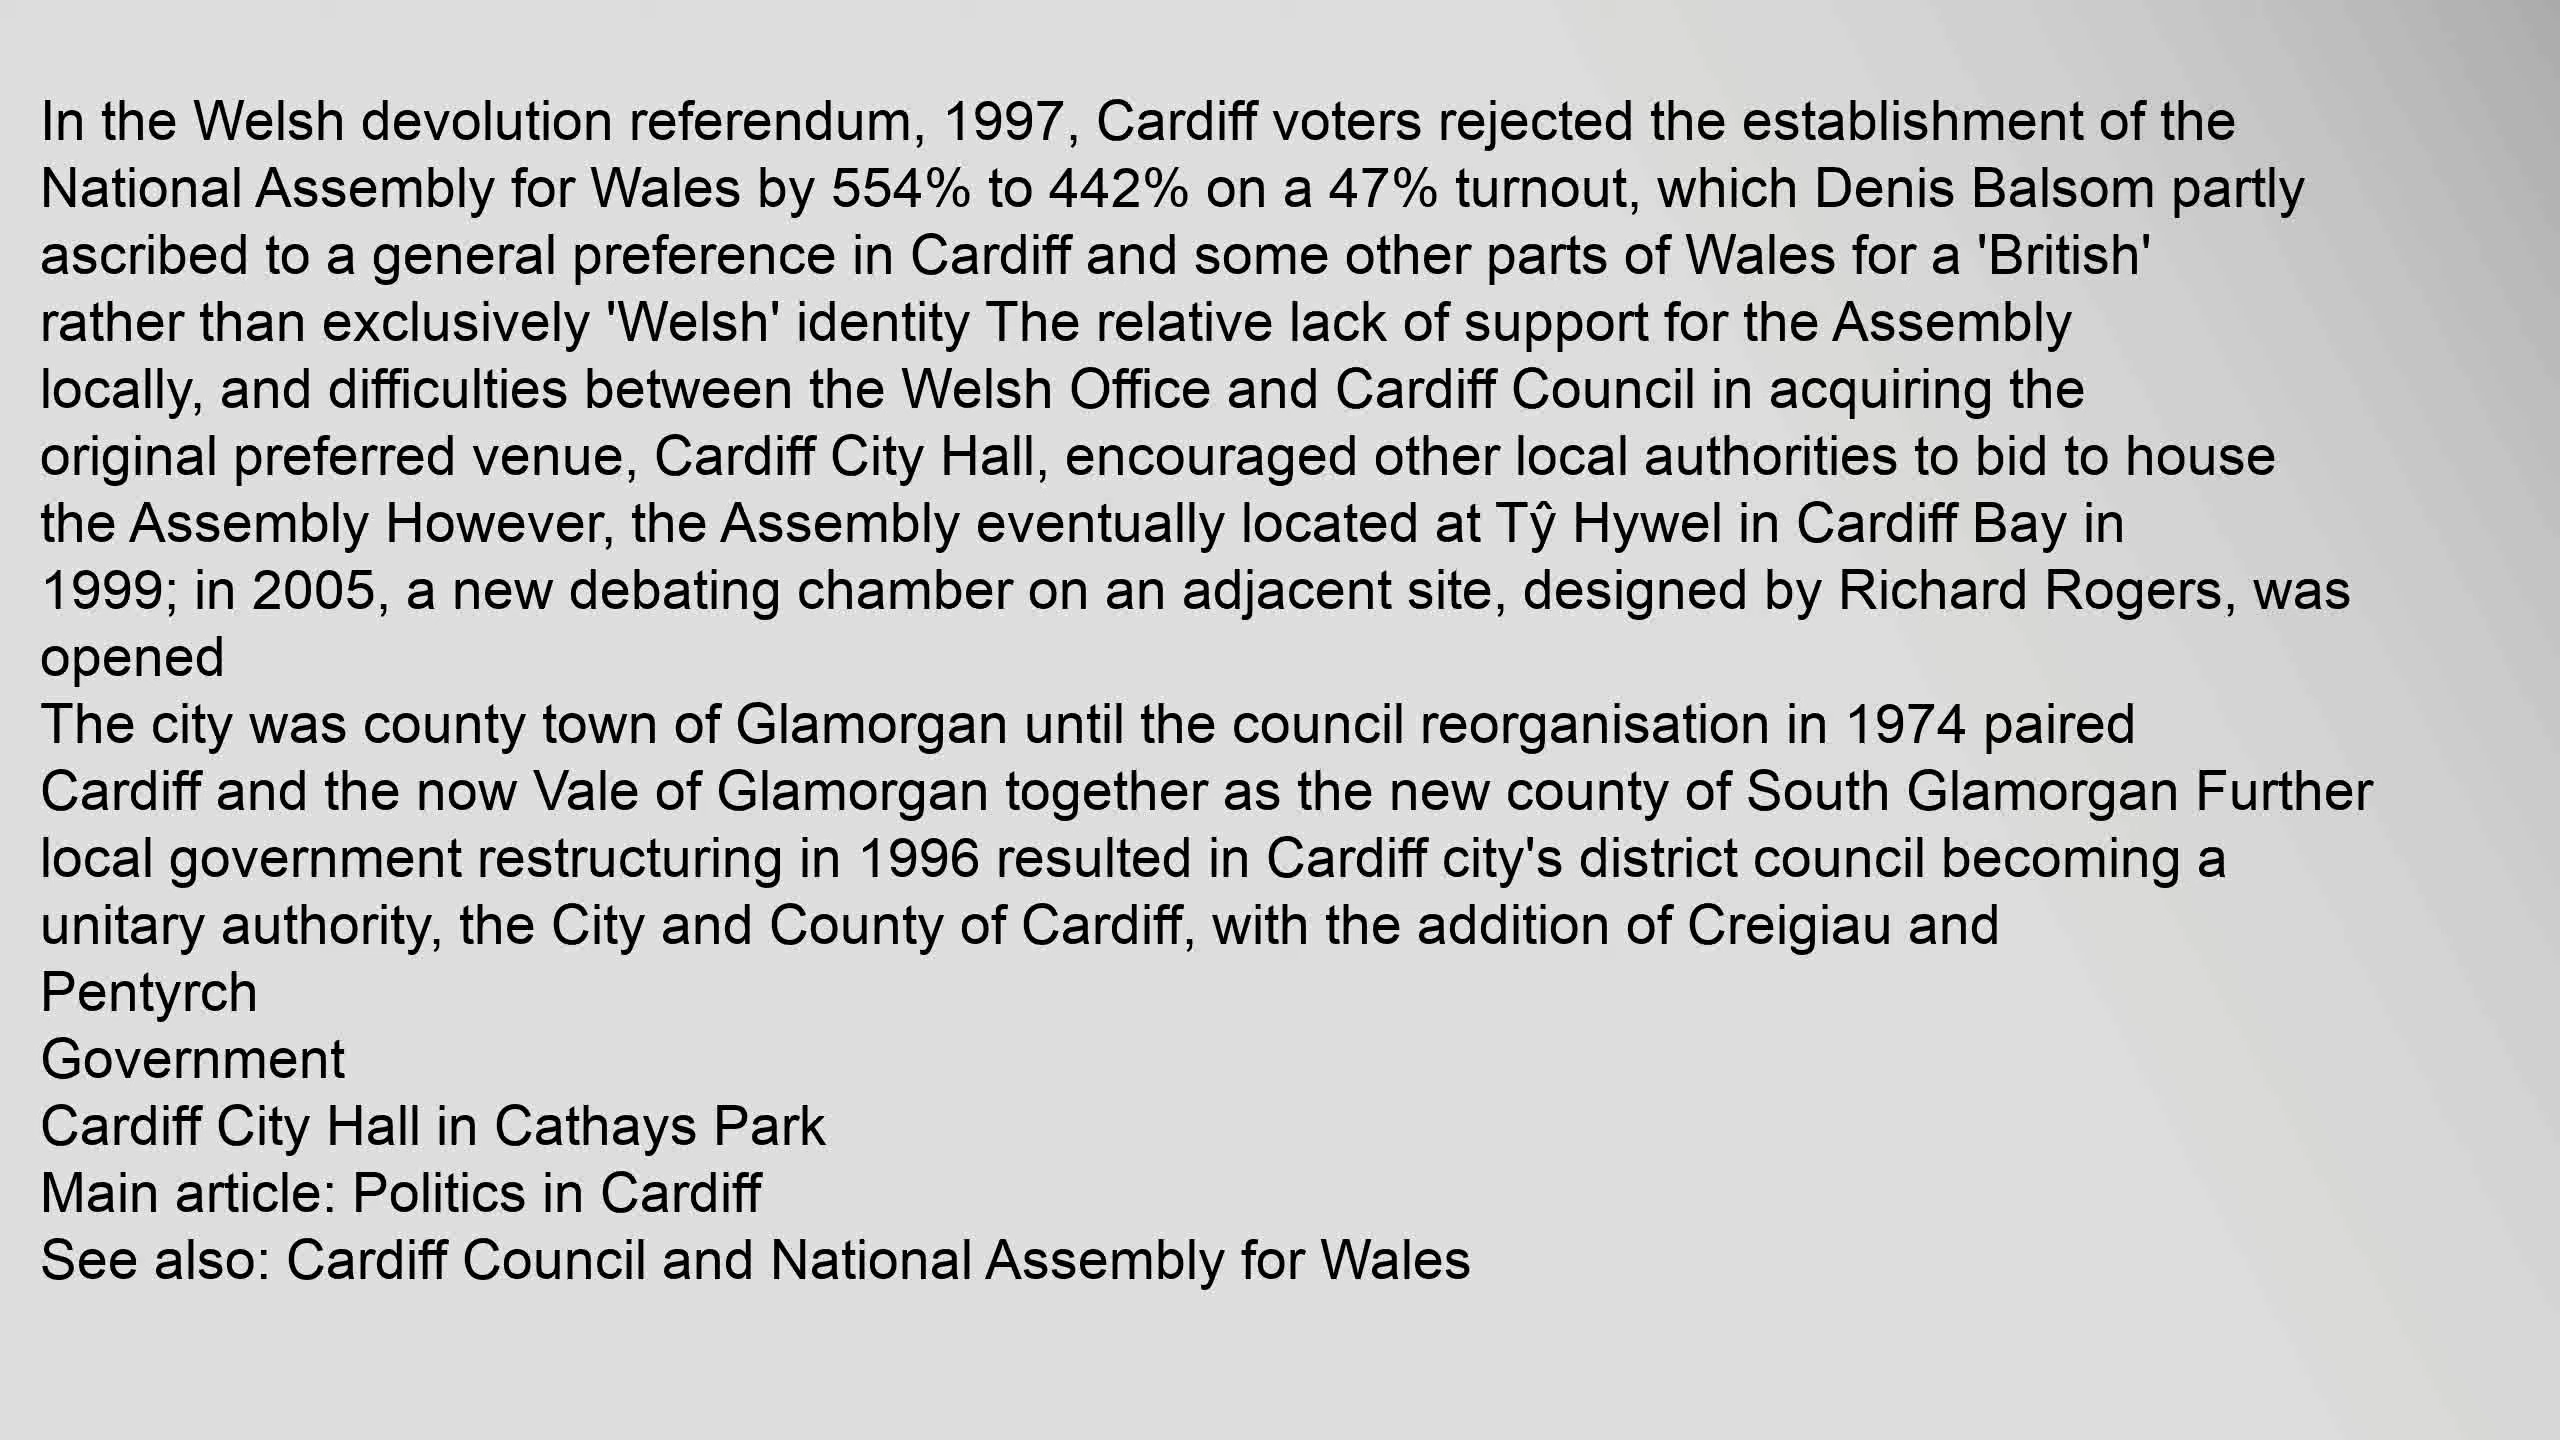 In the Welsh devolution referendum, 1997, Cardiff voters rejected the establishment of the
National Assembly for Wales by 554% to 442% on a 47% turnout, which Denis Balsom partly
ascribed to a general preference in Cardiff and some other parts of Wales for a 'British'
rather than exclusively 'Welsh' identity The relative lack of support for the Assembly
locally, and difficulties between the Welsh Office and Cardiff Council in acquiring the
original preferred venue, Cardiff City Hall, encouraged other local authorities to bid to house
the Assembly However, the Assembly eventually located at Tŷ Hywel in Cardiff Bay in
1999; in 2005, a new debating chamber on an adjacent site, designed by Richard Rogers, was
opened
The city was county town of Glamorgan until the council reorganisation in 1974 paired
Cardiff and the now Vale of Glamorgan together as the new county of South Glamorgan Further
local government restructuring in 1996 resulted in Cardiff city's district council becoming a
unitary authority, the City and County of Cardiff, with the addition of Creigiau and
Pentyrch
Government
Cardiff City Hall in Cathays Park
Main article: Politics in Cardiff
See also: Cardiff Council and National Assembly for Wales